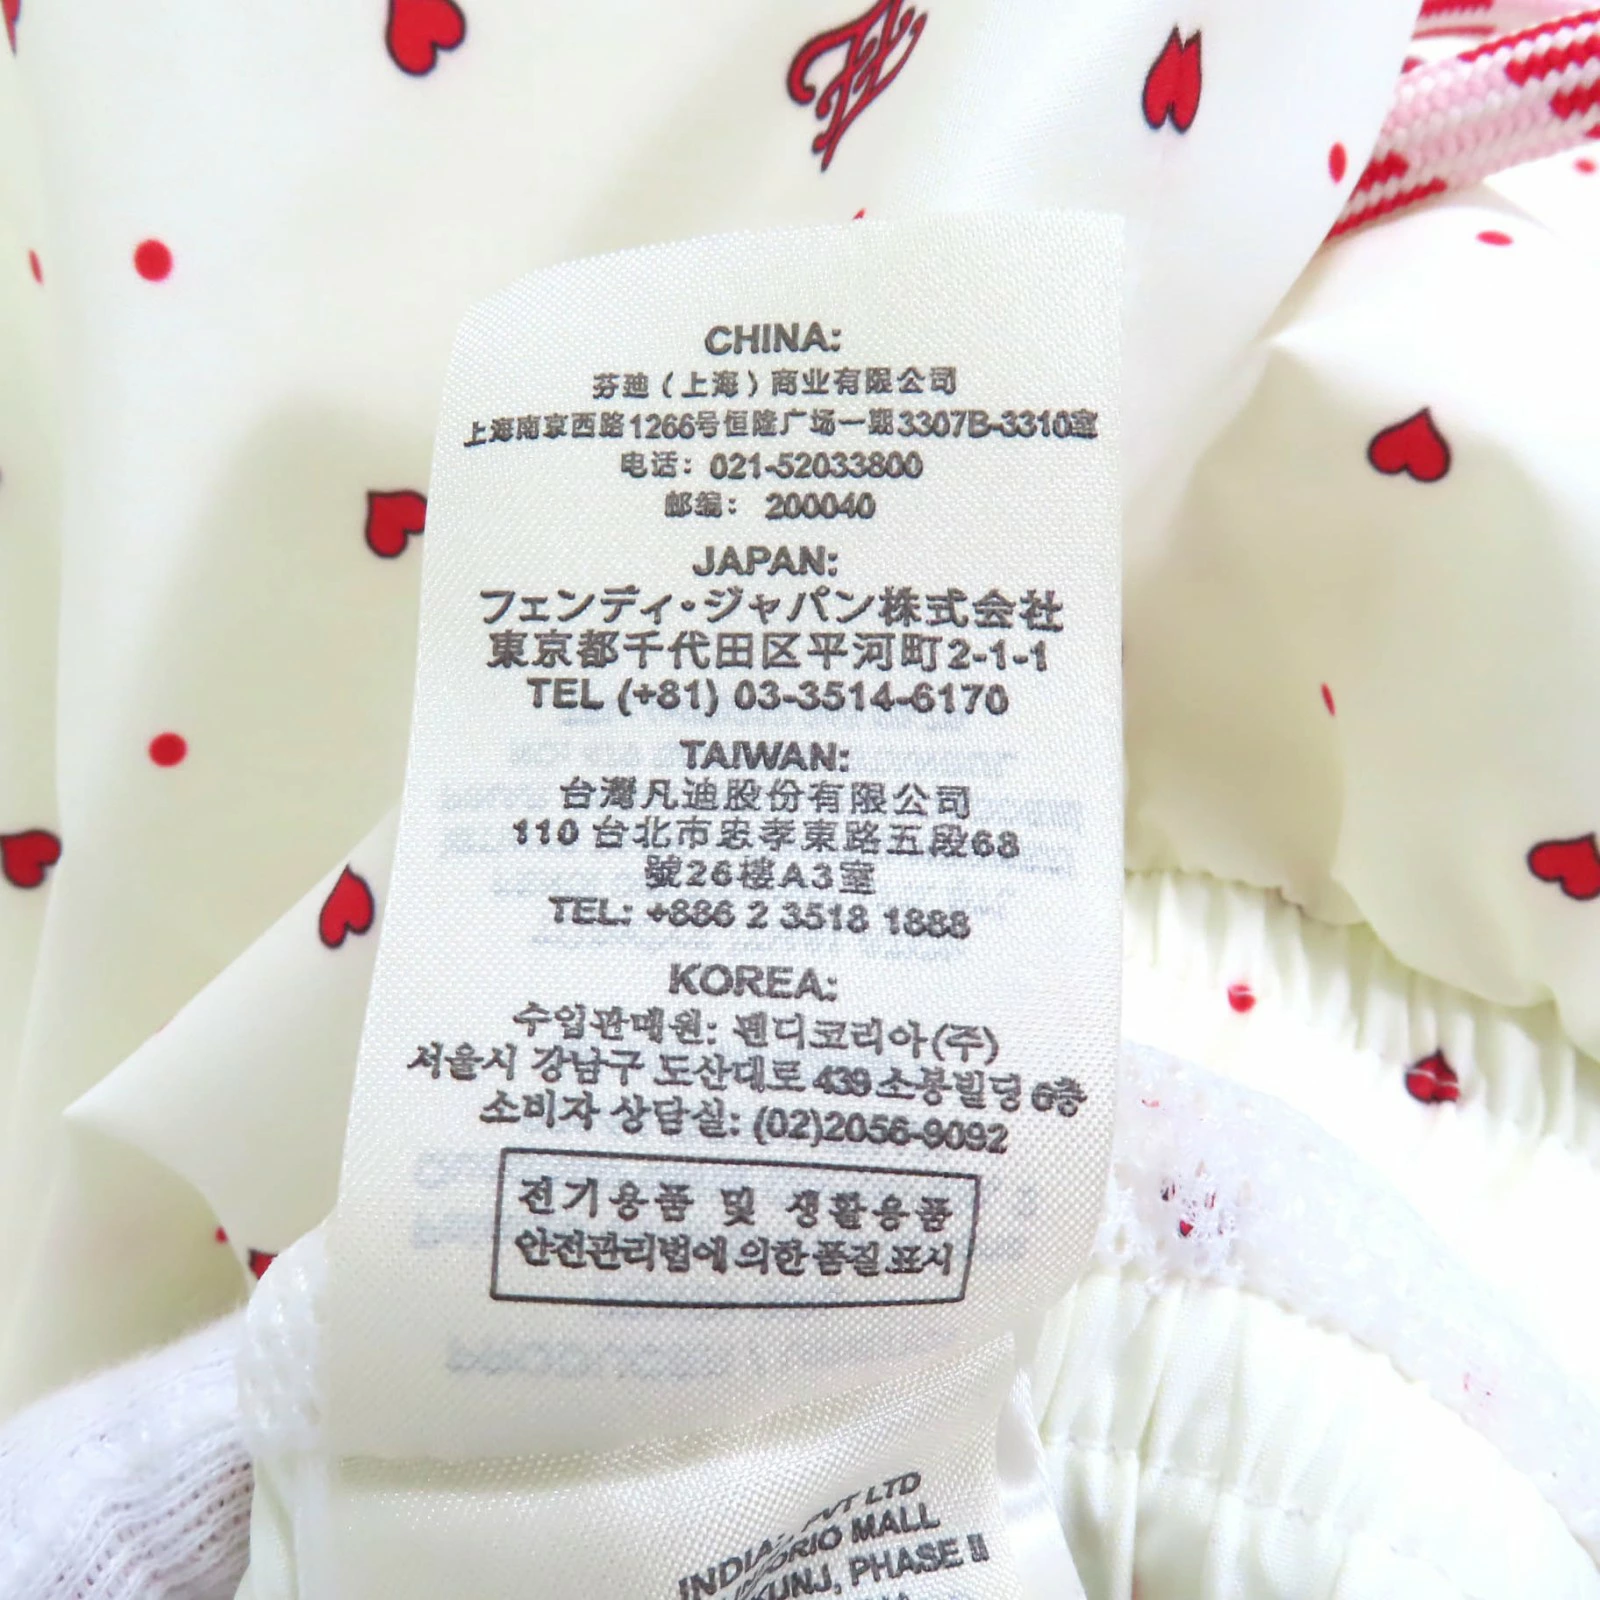 CHINA:
芬迪（上海）商业有限公司
上海南京西路1266号恒隆广场一期3307B-3310室
电话：021-52033800
邮编：200040
JAPAN:
フェンディ・ジャパン株式会社
東京都千代田区平河町2-1-1
TEL (+81) 03-3514-6170
TAIWAN:
台灣凡迪股份有限公司
110 台北市忠孝東路五段68
號26樓A3室
TEL: +886 2 3518 1888
KOREA:
수입판매원: 펜디코리아(주)
서울시 강남구 도산대로 439 소봉빌딩 6층
소비자 상담실: (02)2056-9092
전기용품 및 생활용품
안전관리법에 의한 품질 표시
INDIA: PVT LTD
MALL
KUNJ, PHASE II